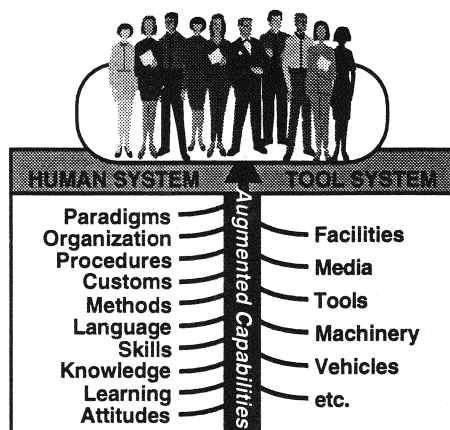 HUMAN SYSTEM
TOOL SYSTEM
Paradigms
Organization
Procedures
Customs
Methods
Language
Skills
Knowledge
Learning
Attitudes
Augmented Capabilities
Facilities
Media
Tools
Machinery
Vehicles
etc.